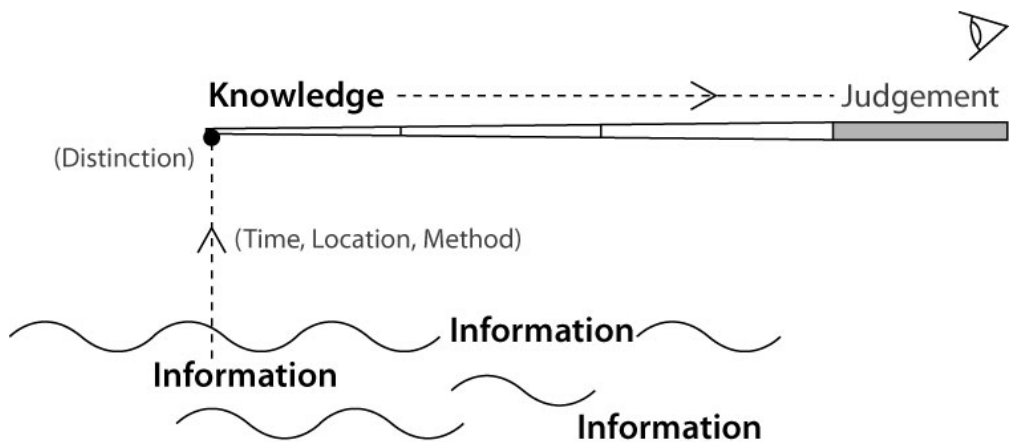 Knowledge
Judgement
(Distinction)
(Time, Location, Method)
Information
Information
Information